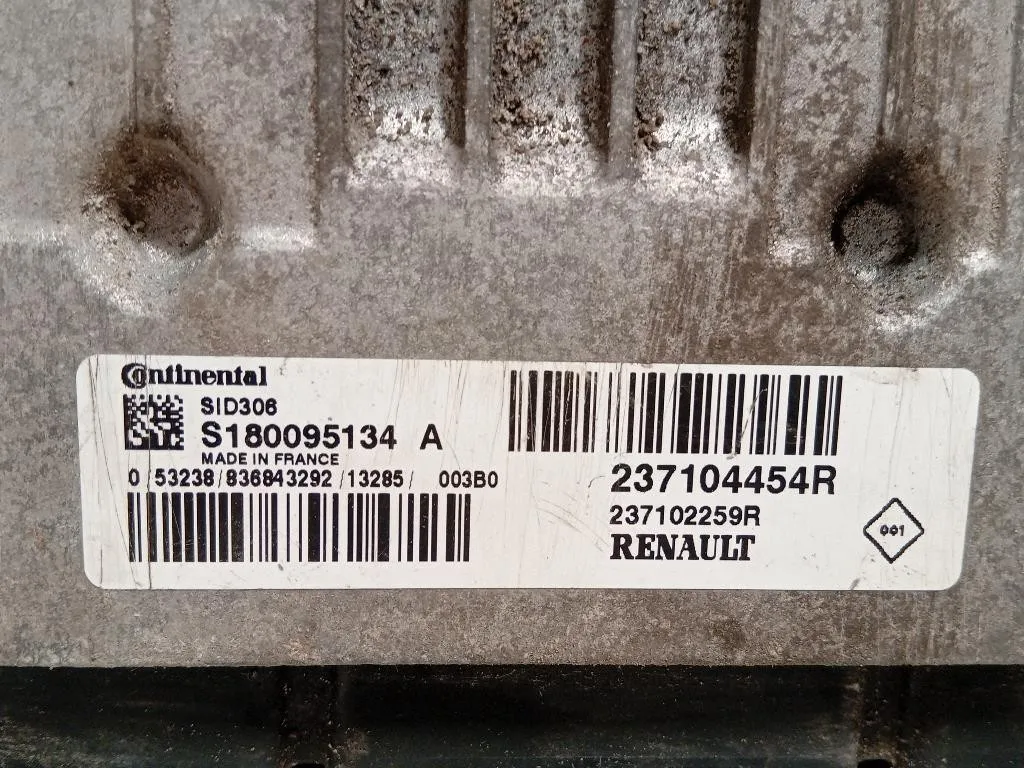 Continental
SID306
S180095134 A
MADE IN FRANCE
0/53238/836843292/13285/ 003B0
237104454R
237102259R
RENAULT
001